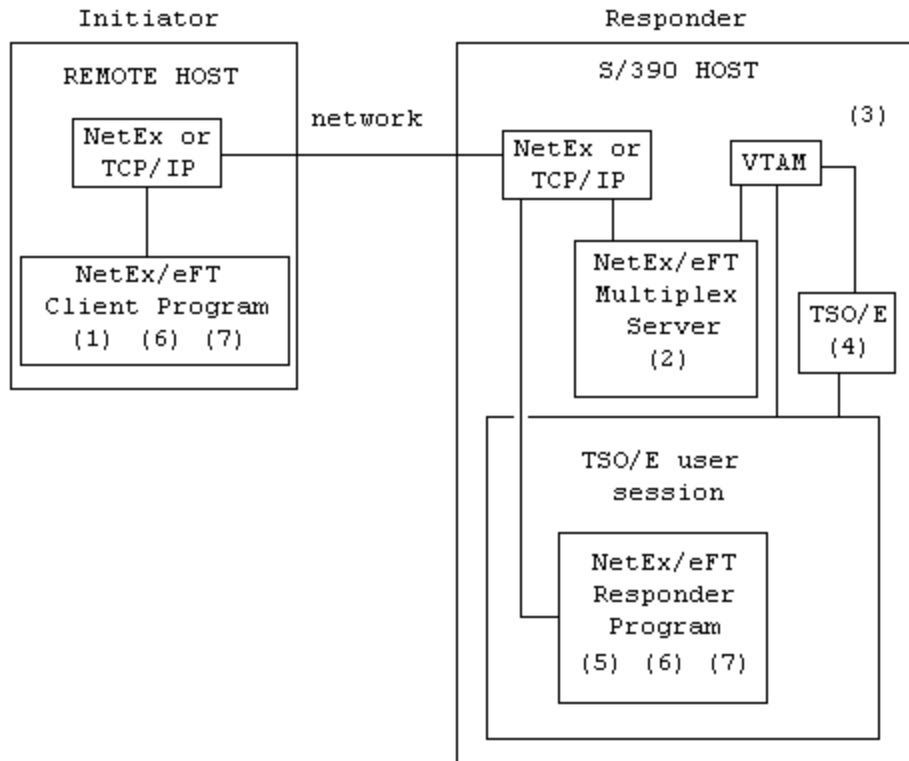 Initiator
Responder
REMOTE HOST
S/390 HOST
(3)
network
NetEx or
TCP/IP
NetEx or
TCP/IP
VTAM
NetEx/eFT
Client Program
(1) (6) (7)
NetEx/eFT
Multiplex
Server
(2)
TSO/E
(4)
TSO/E user
session
NetEx/eFT
Responder
Program
(5) (6) (7)